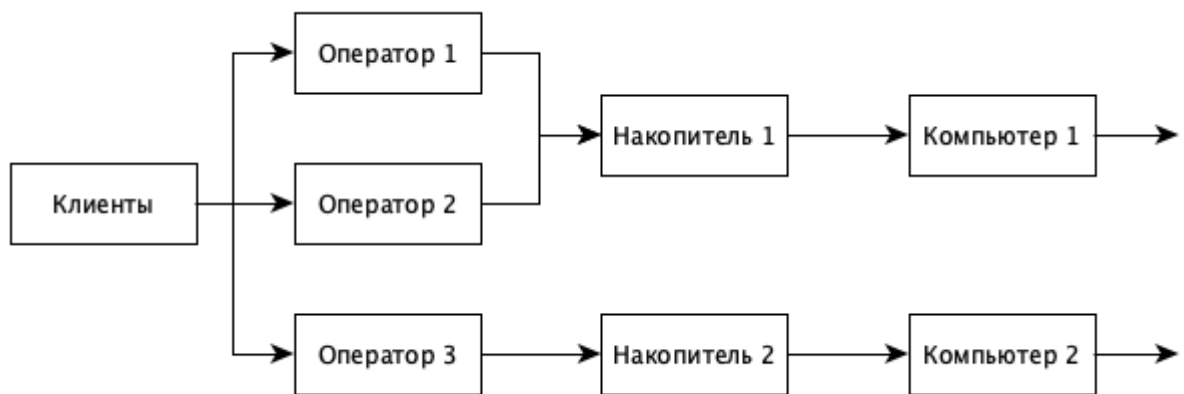 Оператор 1
Накопитель 1
Компьютер 1
Клиенты
Оператор 2
Оператор 3
Накопитель 2
Компьютер 2